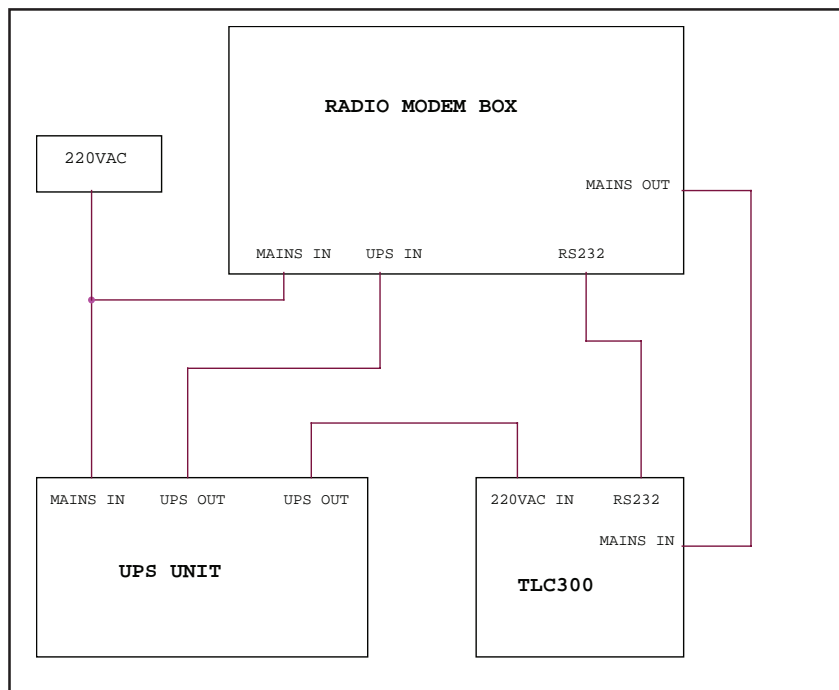 RADIO MODEM BOX
220VAC
MAINS OUT
MAINS IN UPS IN RS232
MAINS IN UPS OUT UPS OUT
220VAC IN RS232
MAINS IN
UPS UNIT
TLC300